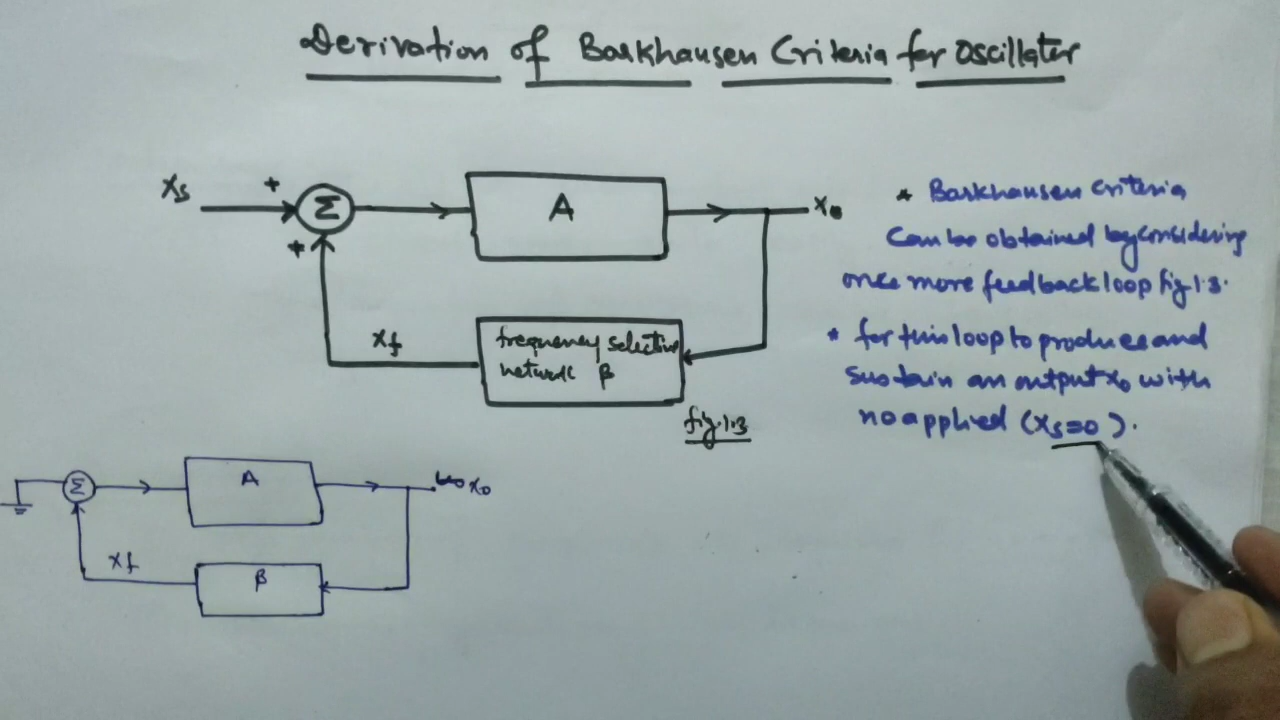 Derivation of Barkhausen Criteria for Oscillator
Xs
+
Σ
+
A
Xo
frequency selective
network β
Xf
fig.1.3
* Barkhausen criteria
Can be obtained by considering
once more feedback loop fig 1.3.
* for this loop to produce and
sustain an output Xo with
no applied (Xs=0).
Σ
A
Xo
Xf
β